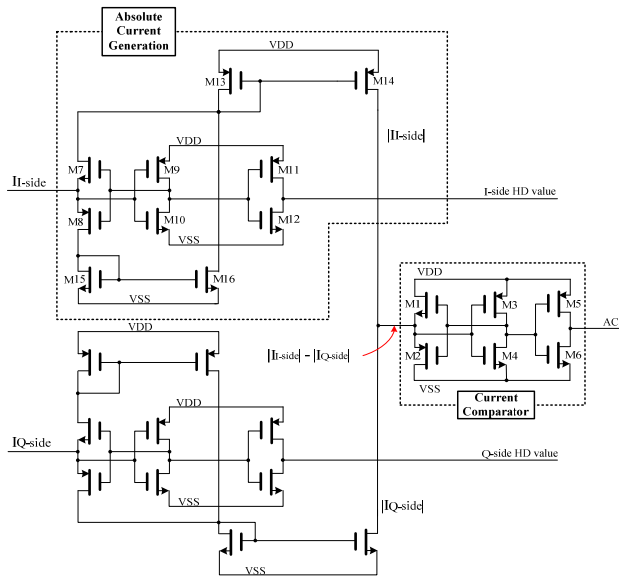 Absolute
Current
Generation
VDD
M13
M14
|II-side|
VDD
M7
M9
M11
II-side
I-side HD value
M8
M10
M12
VSS
M15
M16
VSS
VDD
M1
M3
M5
AC
M2
M4
M6
VSS
Current
Comparator
|II-side| - |IQ-side|
VDD
VDD
IQ-side
Q-side HD value
VSS
|IQ-side|
VSS